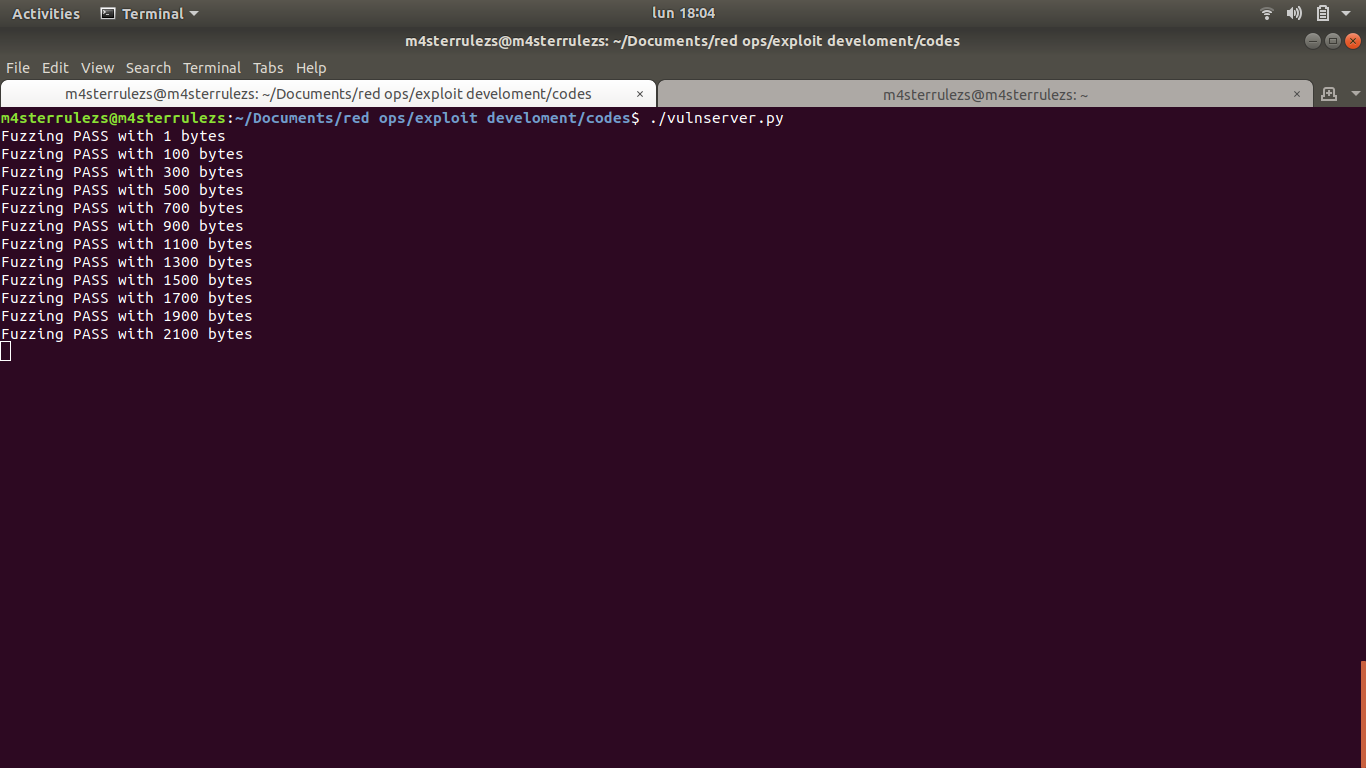 Activities Terminal lun 18:04
m4sterrulezs@m4sterrulezs: ~/Documents/red ops/exploit develoment/codes
File Edit View Search Terminal Tabs Help
m4sterrulezs@m4sterrulezs: ~/Documents/red ops/exploit develoment/codes × m4sterrulezs@m4sterrulezs: ~ ×
m4sterrulezs@m4sterrulezs:~/Documents/red ops/exploit develoment/codes$ ./vulnserver.py
Fuzzing PASS with 1 bytes
Fuzzing PASS with 100 bytes
Fuzzing PASS with 300 bytes
Fuzzing PASS with 500 bytes
Fuzzing PASS with 700 bytes
Fuzzing PASS with 900 bytes
Fuzzing PASS with 1100 bytes
Fuzzing PASS with 1300 bytes
Fuzzing PASS with 1500 bytes
Fuzzing PASS with 1700 bytes
Fuzzing PASS with 1900 bytes
Fuzzing PASS with 2100 bytes